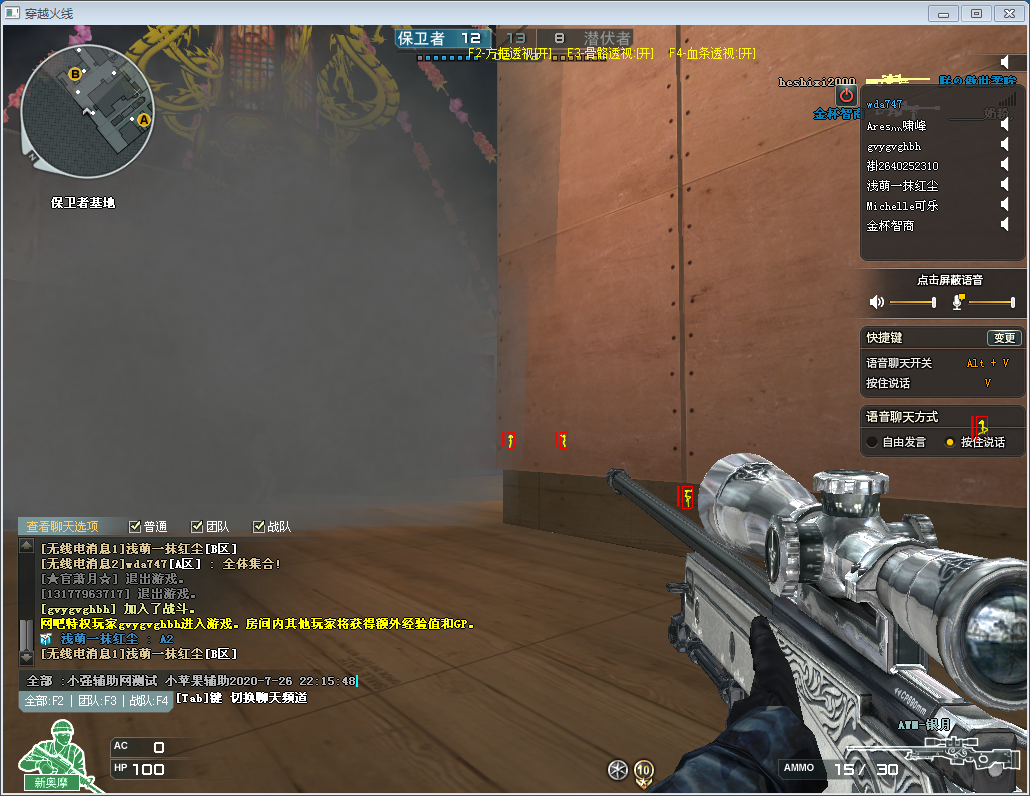 穿越火线
保卫者 12 13 8 潜伏者
F2-方框透视[开] F3-骨骼透视:[开] F4-血条透视:[开]
B
A
N
保卫者基地
heshizi2000
金杯智商
wda747
Ares灬啸峰
gvygvghbh
褂2640252310
浅萌一抹红尘
Michelle可乐
金杯智商
点击屏蔽语音
快捷键 变更
语音聊天开关 Alt + V
按住说话 V
语音聊天方式
自由发言 按住说话
查看聊天选项 普通 团队 战队
[无线电消息1]浅萌一抹红尘[B区]
[无线电消息2]wda747[A区] : 全体集合!
[★官萧月☆] 退出游戏。
[13177963717] 退出游戏。
[gvygvghbh] 加入了战斗。
网吧特权玩家gvygvghbh进入游戏。房间内其他玩家将获得额外经验值和GP。
浅萌一抹红尘 : A2
[无线电消息1]浅萌一抹红尘[B区]
全部 :小强辅助网测试 小苹果辅助2020-7-26 22:15:48
全部:F2 | 团队:F3 | 战队:F4 [Tab]键 切换聊天频道
新奥摩
AC 0
HP 100
10
AWM-银月
AMMO 15/ 30